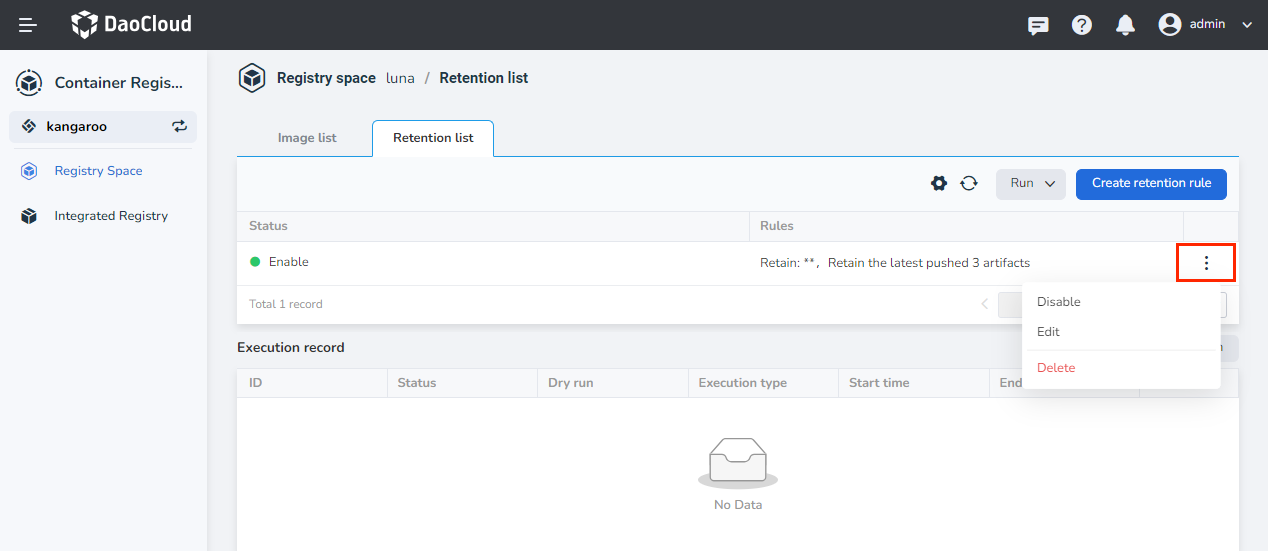 DaoCloud
admin
Container Regis...
kangaroo
Registry Space
Integrated Registry
Registry space luna / Retention list
Image list
Retention list
Run
Create retention rule
Status
Rules
Enable
Retain: **, Retain the latest pushed 3 artifacts
Total 1 record
Disable
Edit
Delete
Execution record
ID
Status
Dry run
Execution type
Start time
End
No Data